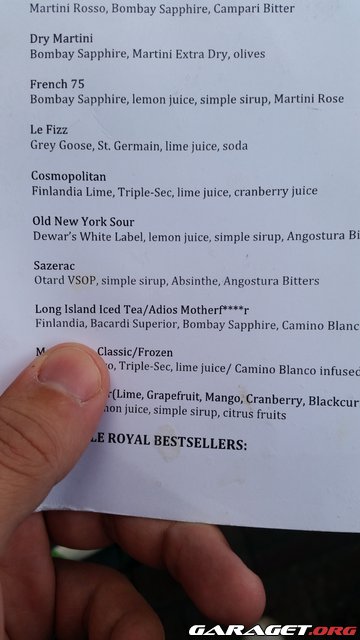 Martini Rosso, Bombay Sapphire, Campari Bitter
Dry Martini
Bombay Sapphire, Martini Extra Dry, olives
French 75
Bombay Sapphire, lemon juice, simple sirup, Martini Rose
Le Fizz
Grey Goose, St. Germain, lime juice, soda
Cosmopolitan
Finlandia Lime, Triple-Sec, lime juice, cranberry juice
Old New York Sour
Dewar's White Label, lemon juice, simple sirup, Angostura Bi
Sazerac
Otard VSOP, simple sirup, Absinthe, Angostura Bitters
Long Island Iced Tea/Adios Motherf****r
Finlandia, Bacardi Superior, Bombay Sapphire, Camino Blanc
Classic/Frozen
Triple-Sec, lime juice/ Camino Blanco infused
(Lime, Grapefruit, Mango, Cranberry, Blackcur
juice, simple sirup, citrus fruits
LE ROYAL BESTSELLERS:
GARAGET.ORG